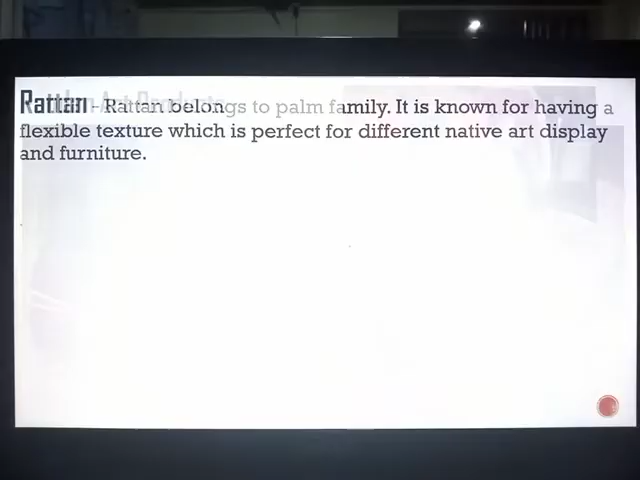 Rattan – Rattan belongs to palm family. It is known for having a
flexible texture which is perfect for different native art display
and furniture.